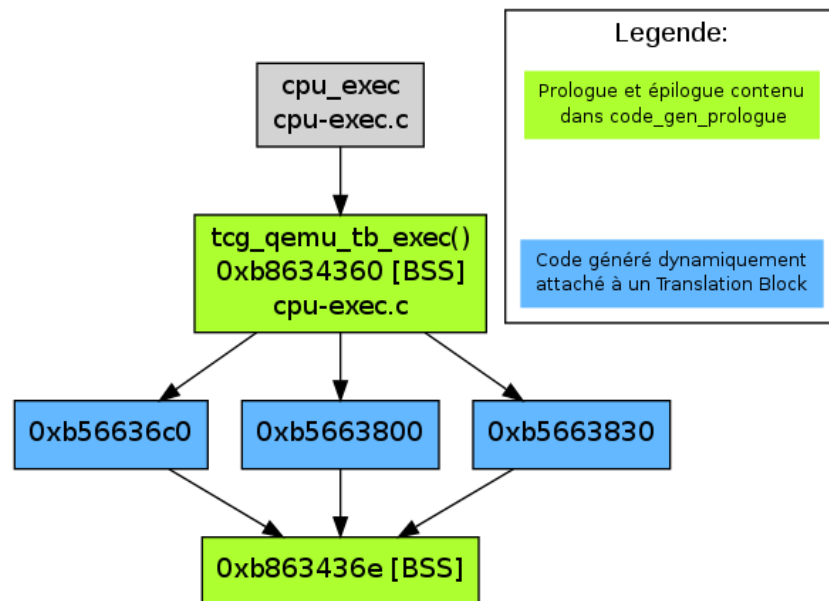 Legende:
Prologue et épilogue contenu
dans code_gen_prologue
Code généré dynamiquement
attaché à un Translation Block
cpu_exec
cpu-exec.c
tcg_qemu_tb_exec()
0xb8634360 [BSS]
cpu-exec.c
0xb56636c0
0xb5663800
0xb5663830
0xb863436e [BSS]